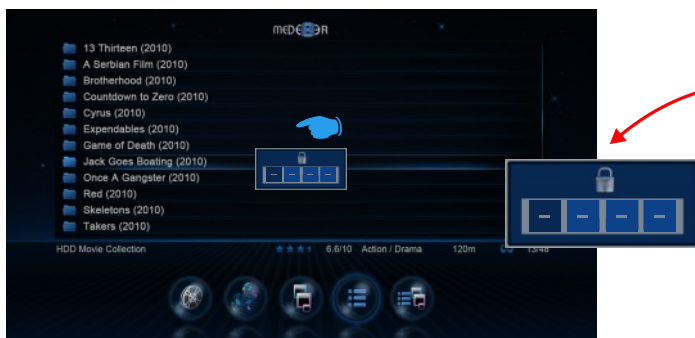 MEDE8ER
13 Thirteen (2010)
A Serbian Film (2010)
Brotherhood (2010)
Countdown to Zero (2010)
Cyrus (2010)
Expendables (2010)
Game of Death (2010)
Jack Goes Boating (2010)
Once A Gangster (2010)
Red (2010)
Skeletons (2010)
Takers (2010)
- - - -
- - - -
HDD Movie Collection 6.6/10 Action / Drama 120m 13/48